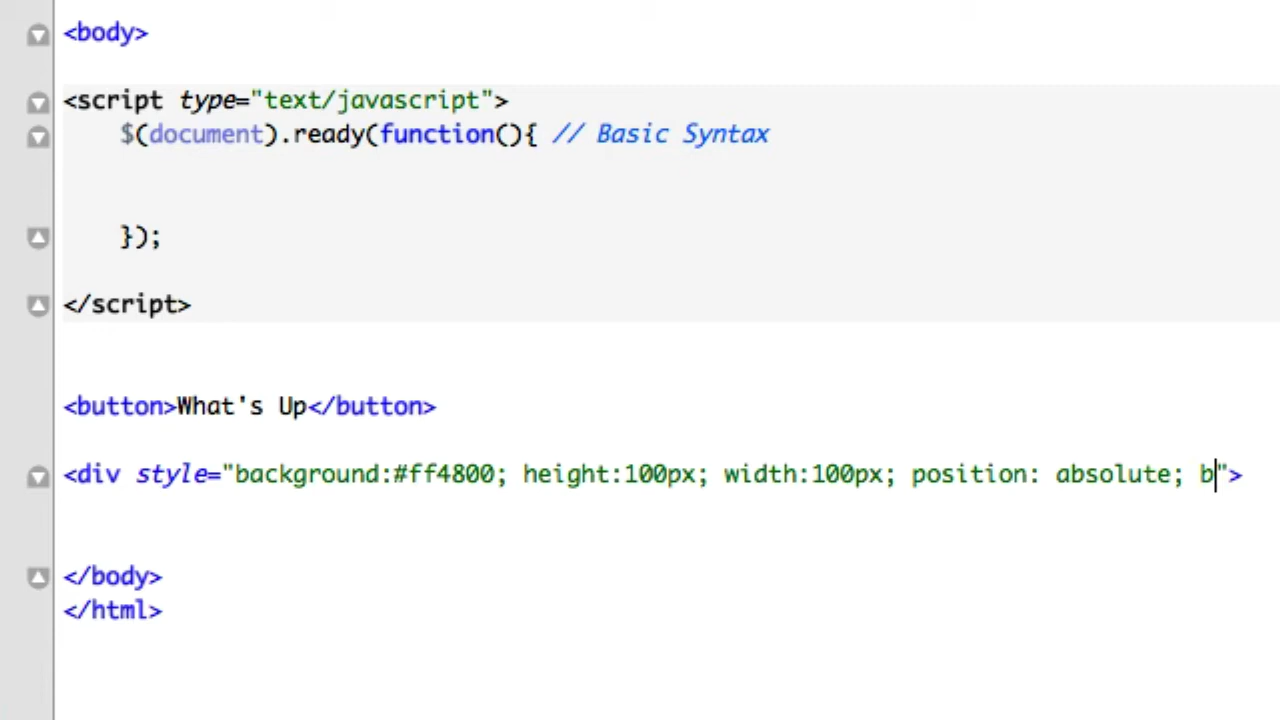 <body>
<script type="text/javascript">
$(document).ready(function(){ // Basic Syntax
});
</script>
<button>What's Up</button>
<div style="background:#ff4800; height:100px; width:100px; position: absolute; b">
</body>
</html>